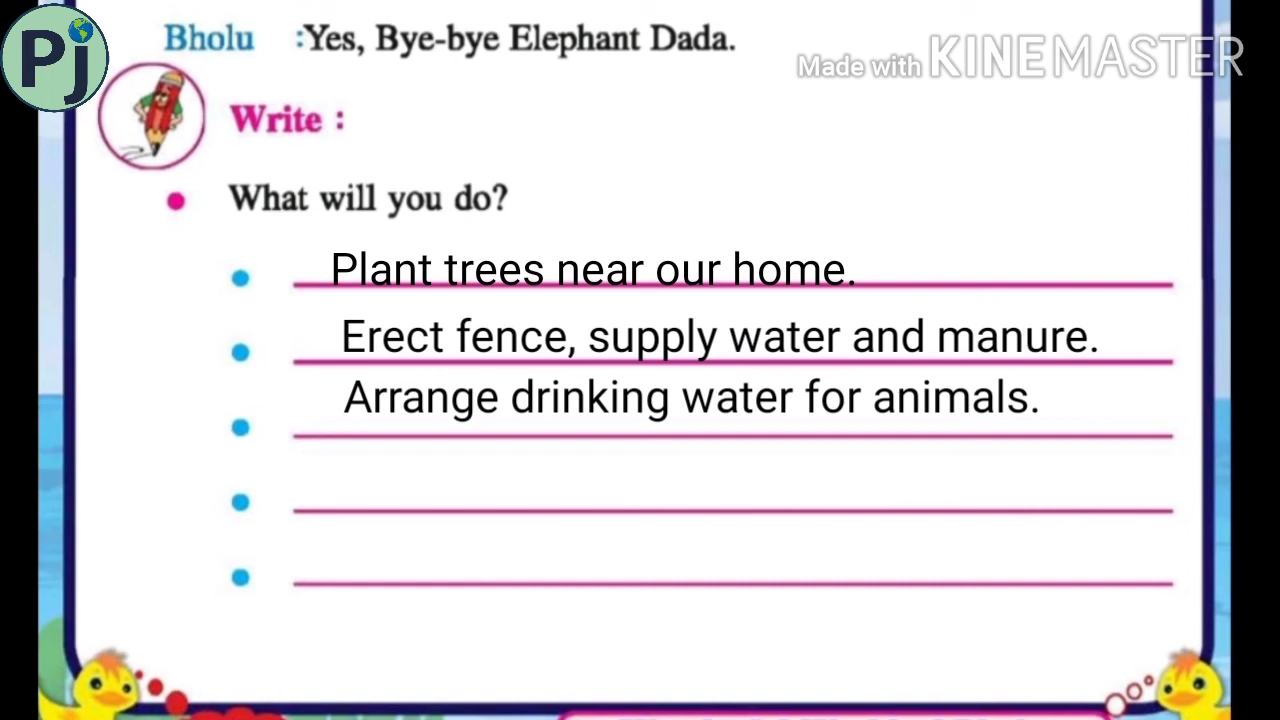 Pj
Bholu :Yes, Bye-bye Elephant Dada.
Made with KINEMASTER
Write :
What will you do?
Plant trees near our home.
Erect fence, supply water and manure.
Arrange drinking water for animals.